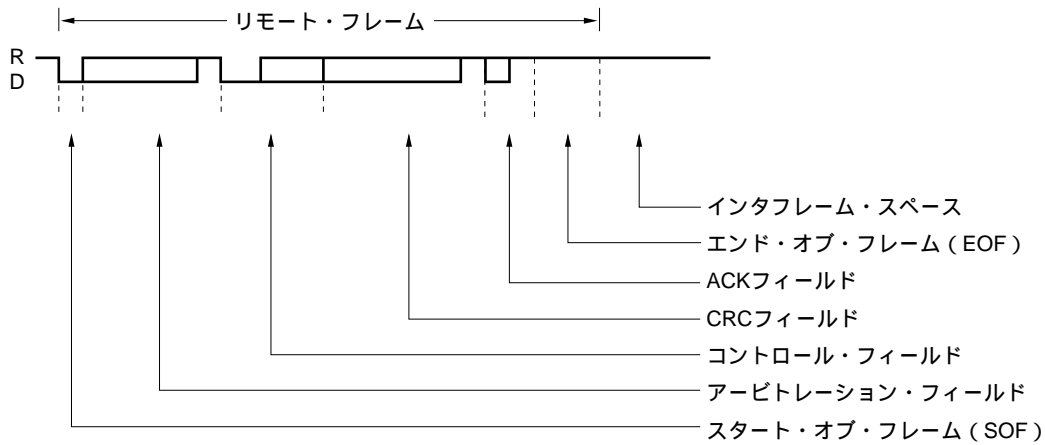 リモート・フレーム
R
D
インタフレーム・スペース
エンド・オブ・フレーム（EOF）
ACKフィールド
CRCフィールド
コントロール・フィールド
アービトレーション・フィールド
スタート・オブ・フレーム（SOF）